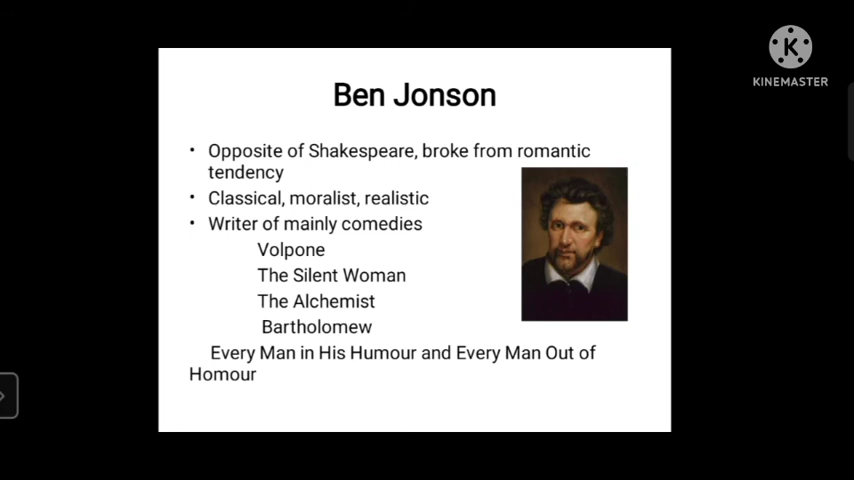 K
KINEMASTER
Ben Jonson
• Opposite of Shakespeare, broke from romantic
tendency
• Classical, moralist, realistic
• Writer of mainly comedies
Volpone
The Silent Woman
The Alchemist
Bartholomew
Every Man in His Humour and Every Man Out of
Homour